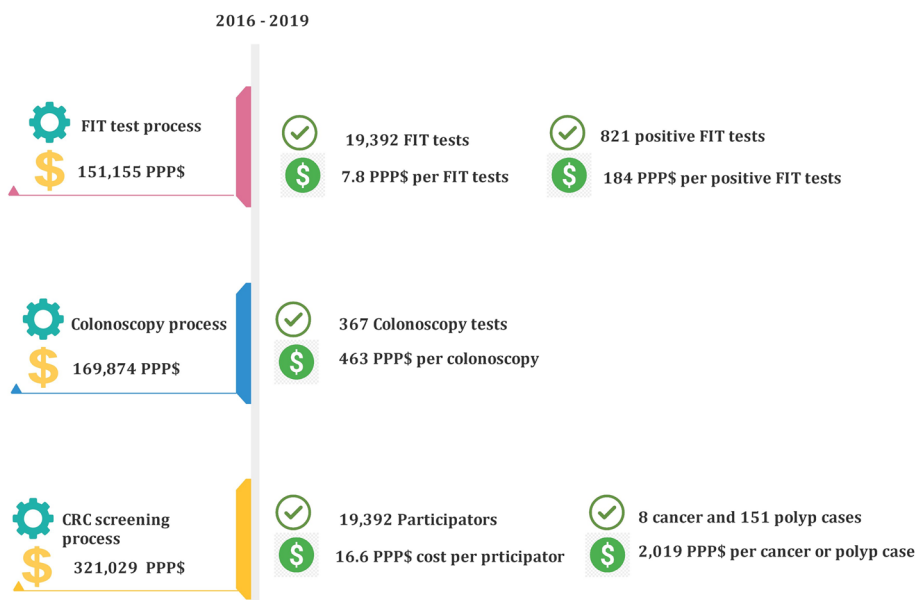 2016 - 2019
FIT test process
151,155 PPP$
19,392 FIT tests
7.8 PPP$ per FIT tests
821 positive FIT tests
184 PPP$ per positive FIT tests
Colonoscopy process
169,874 PPP$
367 Colonoscopy tests
463 PPP$ per colonoscopy
CRC screening
process
321,029 PPP$
19,392 Participators
16.6 PPP$ cost per prticipator
8 cancer and 151 polyp cases
2,019 PPP$ per cancer or polyp case